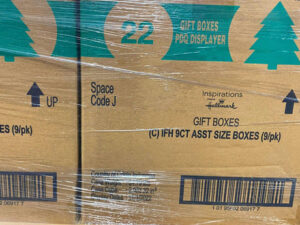 22
GIFT BOXES
PDQ DISPLAYER
UP
Space
Code J
Inspirations
from
Hallmark
GIFT BOXES
ES (9/pk)
(C) IFH 9CT ASST SIZE BOXES (9/pk)